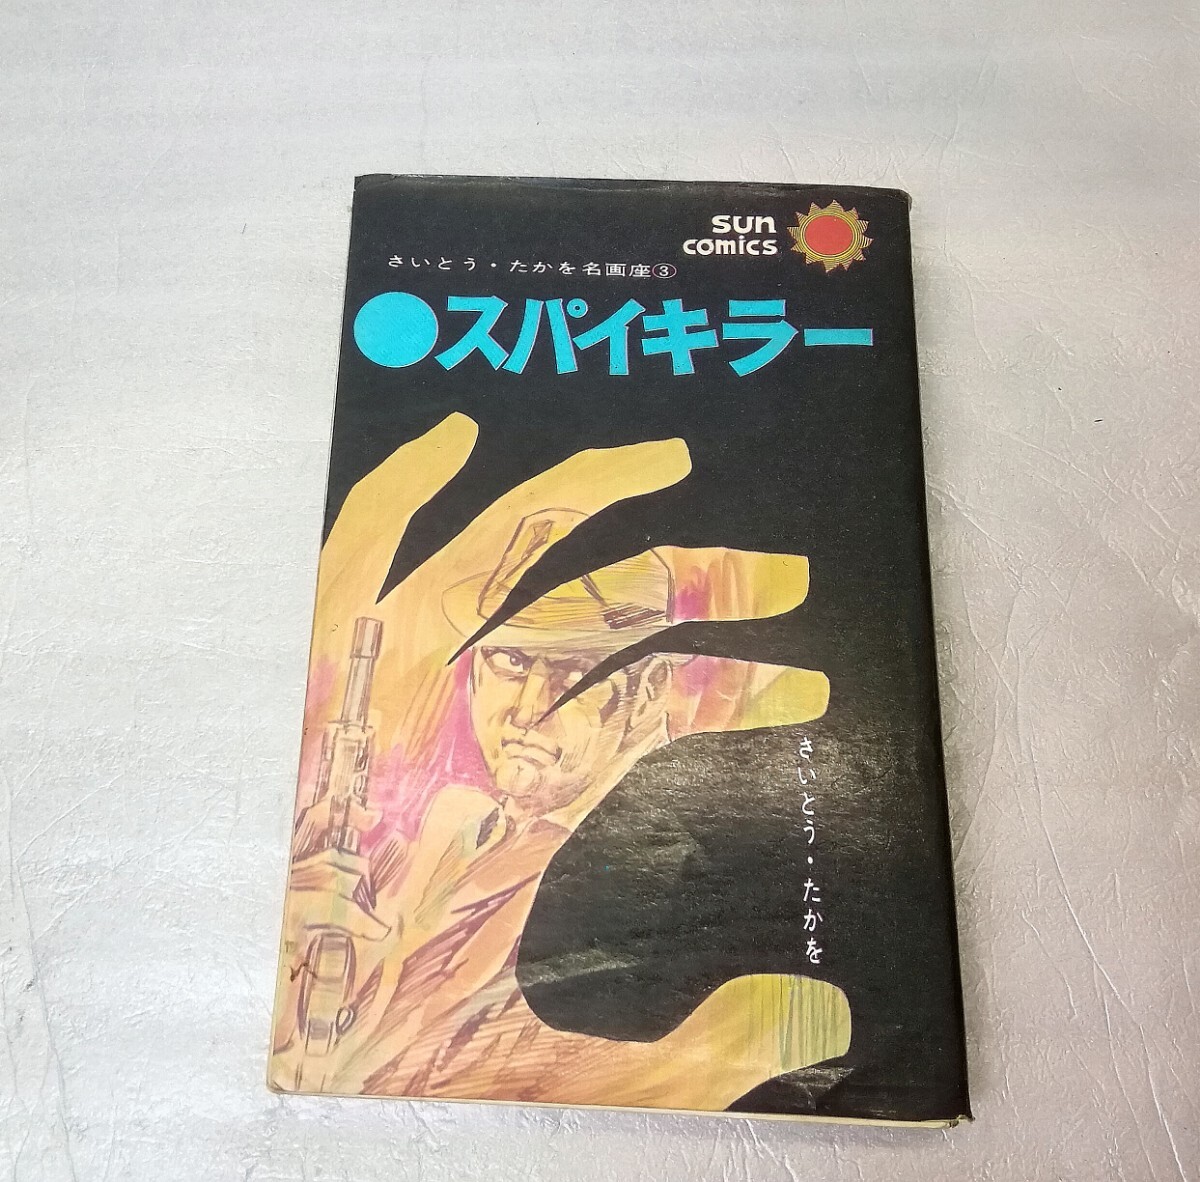 sun
comics
さいとう・たかを名画座③
●スパイキラー
さいとう・たかを